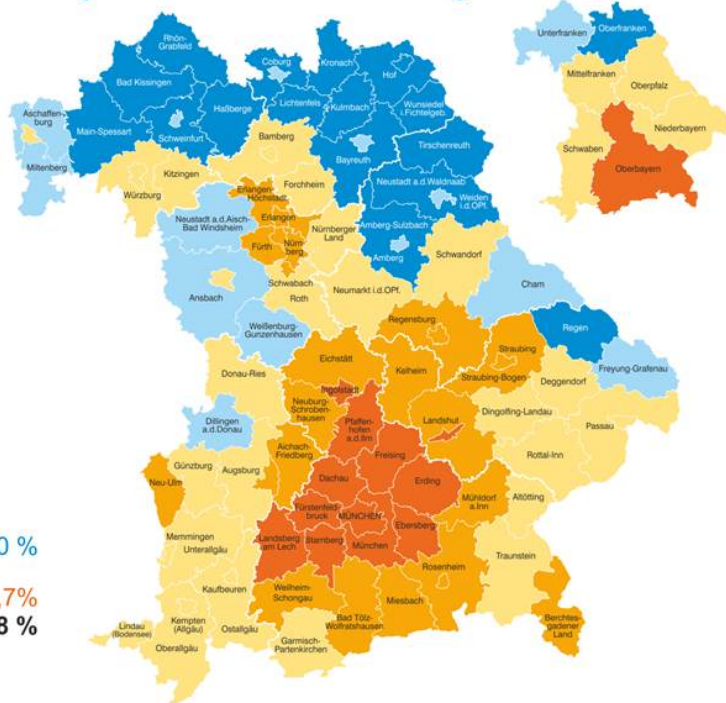 Rhön-
Grabfeld
Bad Kissingen
Main-Spessart
Schweinfurt
Haßberge
Coburg
Kronach
Hof
Lichtenfels
Kulmbach
Wunsiedel
i.Fichtelgeb.
Bayreuth
Tirschenreuth
Aschaffen-
burg
Miltenberg
Bamberg
Kitzingen
Würzburg
Forchheim
Erlangen-
Höchstadt
Erlangen
Fürth
Nürn-
berg
Nürnberger
Land
Neustadt a.d.Aisch-
Bad Windsheim
Neustadt a.d.Waldnaab
Weiden
i.d.OPf.
Amberg-Sulzbach
Amberg
Schwandorf
Cham
Ansbach
Schwabach
Roth
Neumarkt i.d.OPf.
Weißenburg-
Gunzenhausen
Regensburg
Regen
Freyung-Grafenau
Straubing
Straubing-Bogen
Deggendorf
Eichstätt
Kelheim
Donau-Ries
Ingolstadt
Neuburg-
Schroben-
hausen
Pfaffen-
hofen
a.d.Ilm
Landshut
Dingolfing-Landau
Passau
Rottal-Inn
Dillingen
a.d.Donau
Aichach-
Friedberg
Freising
Günzburg
Augsburg
Neu-Ulm
Dachau
Erding
Mühldorf
a.Inn
Altötting
Fürstenfeld
bruck
MÜNCHEN
Ebersberg
Landsberg
am Lech
Starnberg
München
Memmingen
Unterallgäu
Traunstein
Rosenheim
Kaufbeuren
Weilheim-
Schongau
Miesbach
Bad Tölz-
Wolfratshausen
Berchtes-
gadener
Land
Lindau
(Bodensee)
Kempten
(Allgäu)
Ostallgäu
Oberallgäu
Garmisch-
Partenkirchen
0 %
,7%
8 %
Unterfranken
Oberfranken
Mittelfranken
Oberpfalz
Niederbayern
Schwaben
Oberbayern